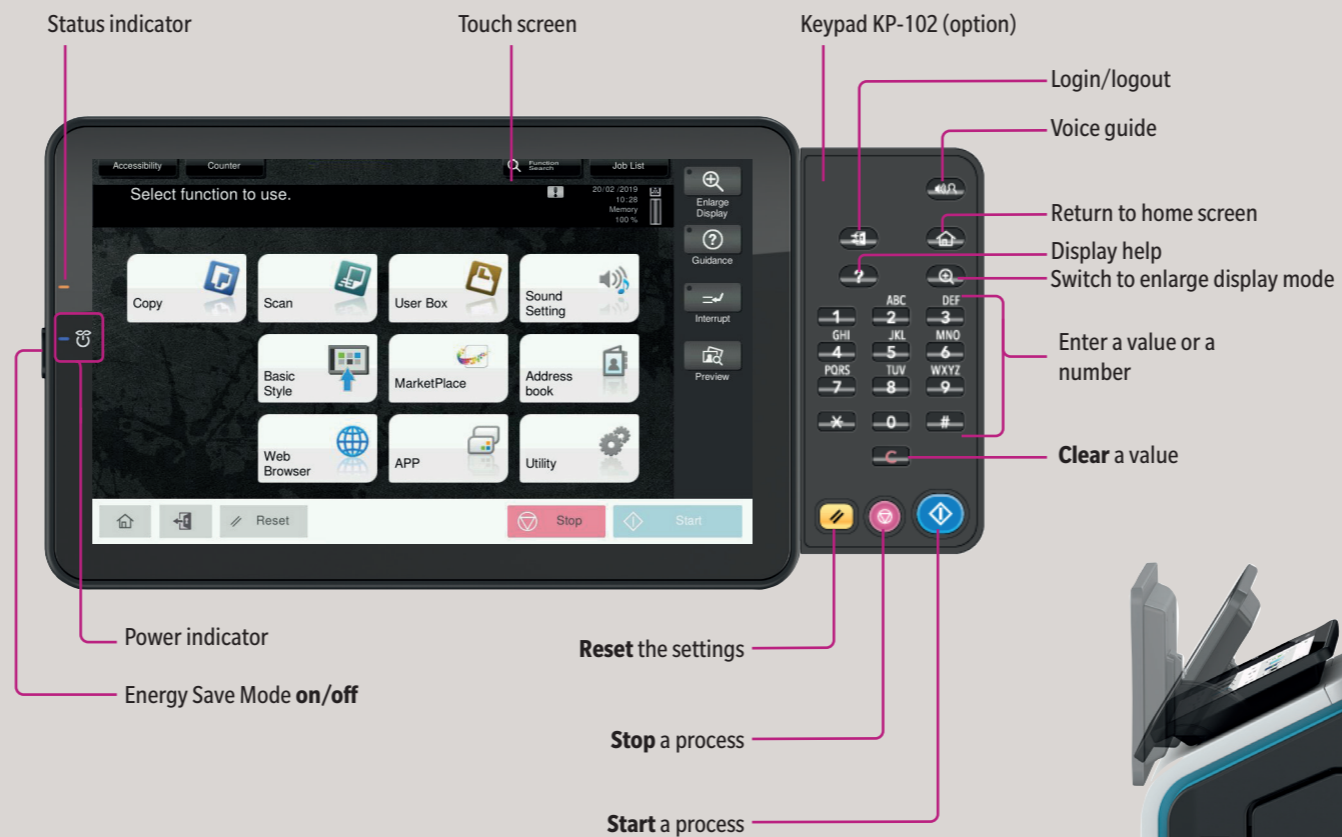 Status indicator
Touch screen
Keypad KP-102 (option)
Login/logout
Voice guide
Return to home screen
Display help
Switch to enlarge display mode
Enter a value or a
number
Clear a value
Accessibility
Counter
Function
Search
Job List
Select function to use.
20/02 /2019
10:28
Memory
100 %
Enlarge
Display
Guidance
Interrupt
Preview
Copy
Scan
User Box
Sound
Setting
Basic
Style
MarketPlace
Address
book
Web
Browser
APP
Utility
Reset
Stop
Start
?
ABC DEF
1 2 3
GHI JKL MNO
4 5 6
PQRS TUV WXYZ
7 8 9
* 0 #
C
Power indicator
Energy Save Mode on/off
Reset the settings
Stop a process
Start a process